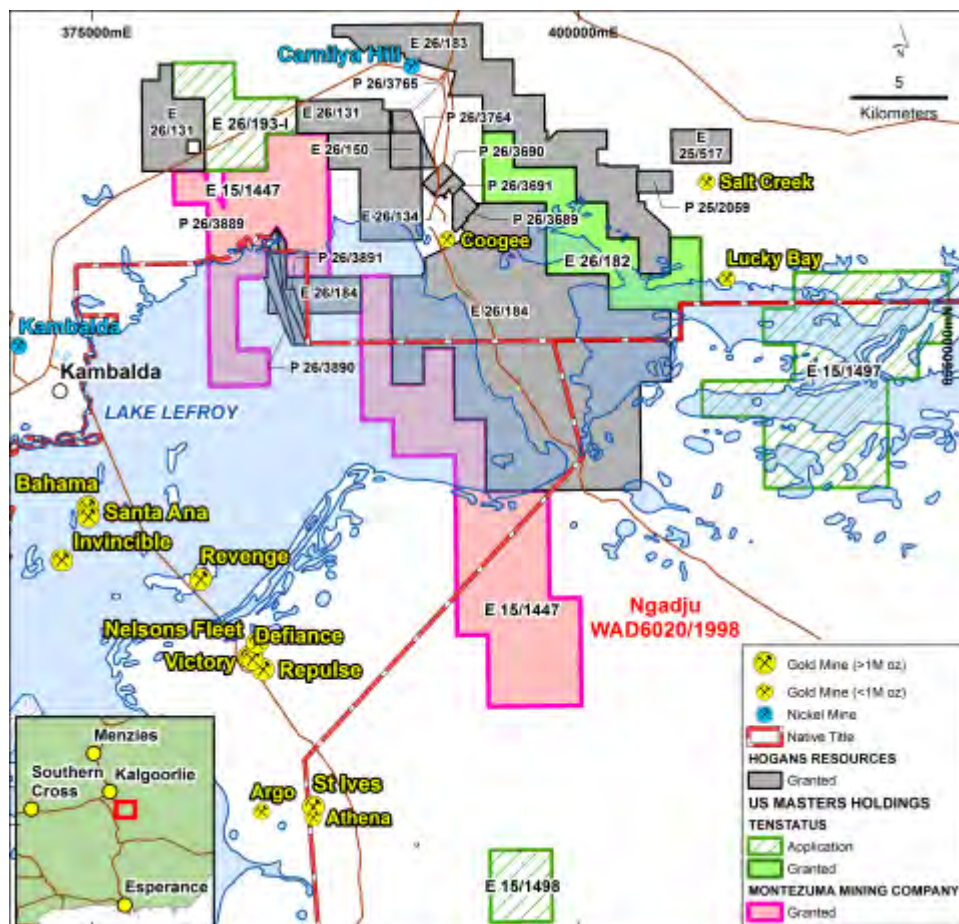 375000mE
400000mE
E 26/183
Carnilya Hill
P 26/3765
5
Kilometers
E 26/131
E
26/131
E 26/193-I
P 26/3764
E
25/517
E 26/150
P 26/3690
Salt Creek
E 15/1447
P 26/3691
P 25/2059
P 26/3889
E 26/134
P 26/3689
Coogee
P 26/3891
E 26/182
Lucky Bay
E 26/184
E 26/184
Kambalda
6560000mN
Kambalda
P 26/3890
E 15/1497
LAKE LEFROY
Bahama
Santa Ana
Invincible
Revenge
E 15/1447
Ngadju
WAD6020/1998
Nelsons Fleet
Defiance
Victory
Repulse
Gold Mine (>1M oz)
Gold Mine (<1M oz)
Nickel Mine
Native Title
HOGANS RESOURCES
Granted
US MASTERS HOLDINGS
TENSTATUS
Application
Granted
MONTEZUMA MINING COMPANY
Granted
Menzies
Southern
Cross
Kalgoorlie
Esperance
St Ives
Argo
Athena
E 15/1498